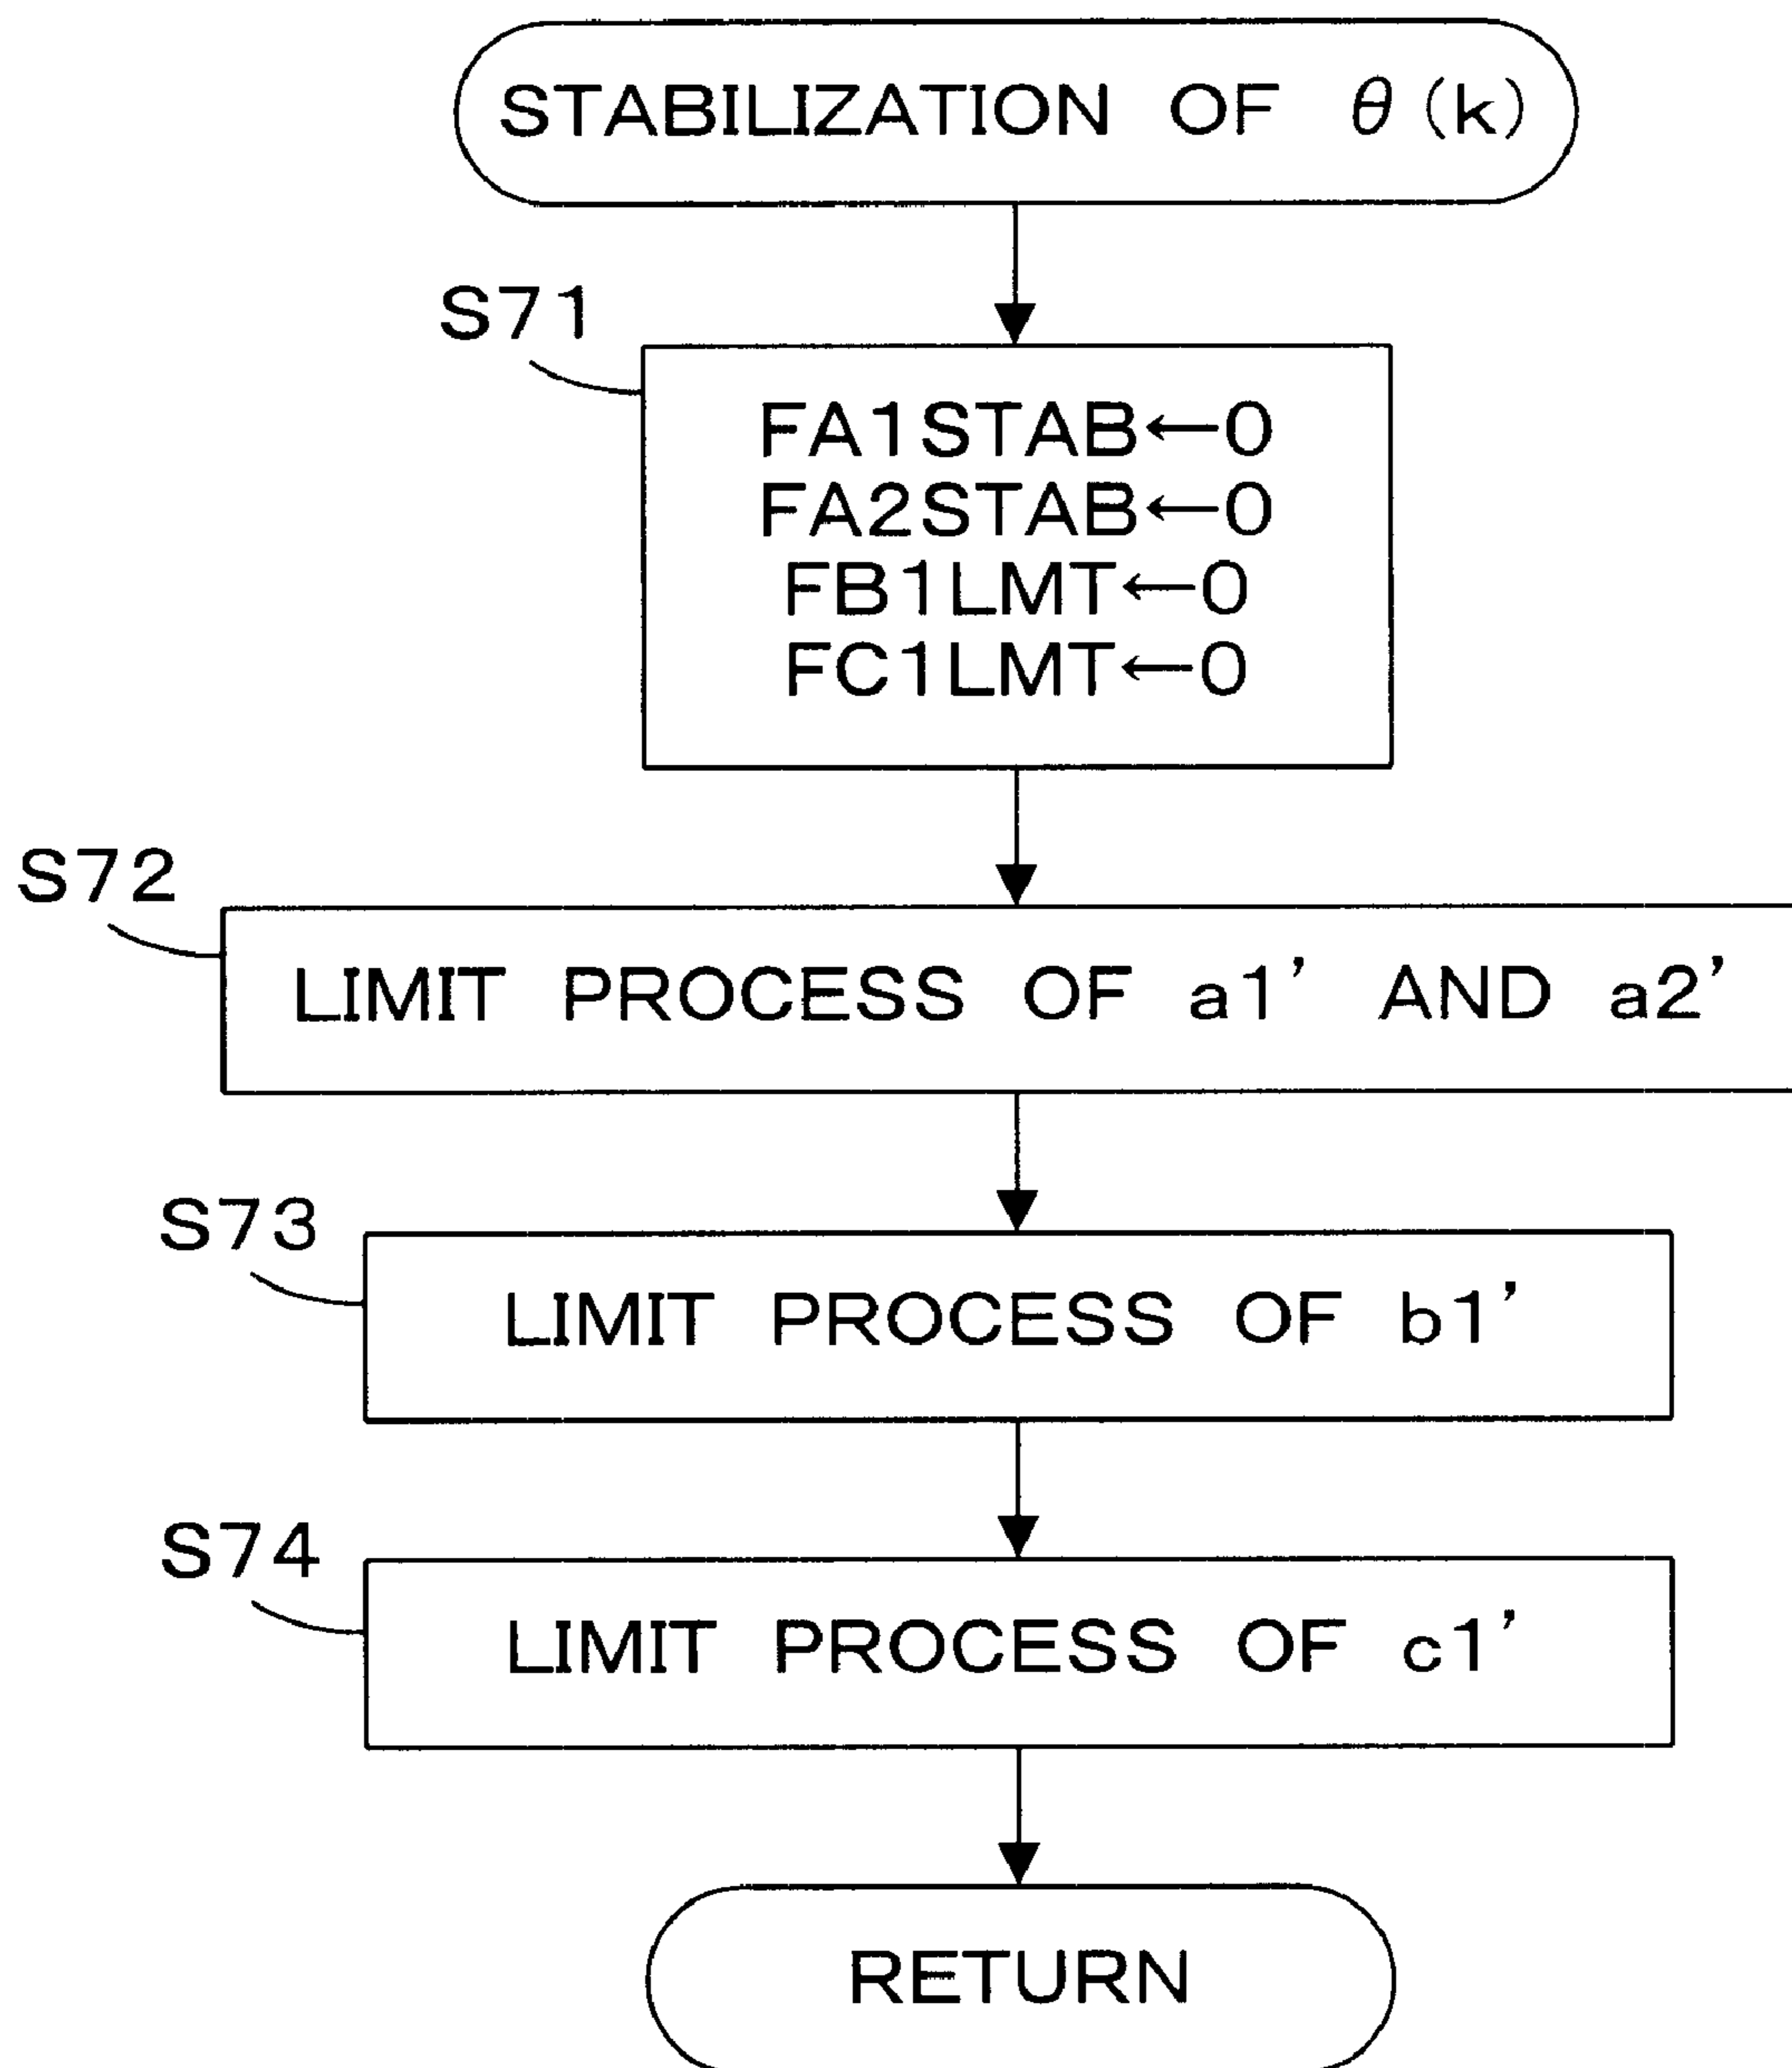 STABILIZATION OF θ (k)
S71
FA1STAB←0
FA2STAB←0
FB1LMT←0
FC1LMT←0
S72
LIMIT PROCESS OF a1' AND a2'
S73
LIMIT PROCESS OF b1'
S74
LIMIT PROCESS OF c1'
RETURN